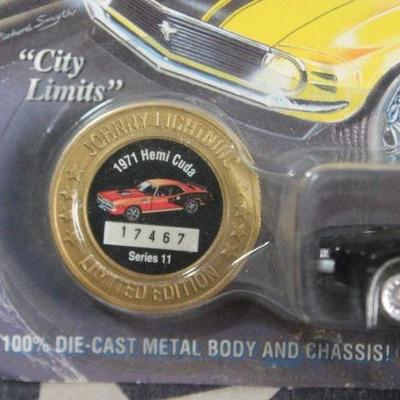 "City
Limits"
JOHNNY LIGHTNING
1971 Hemi Cuda
17467
Series 11
LIMITED EDITION
100% DIE-CAST METAL BODY AND CHASSIS!